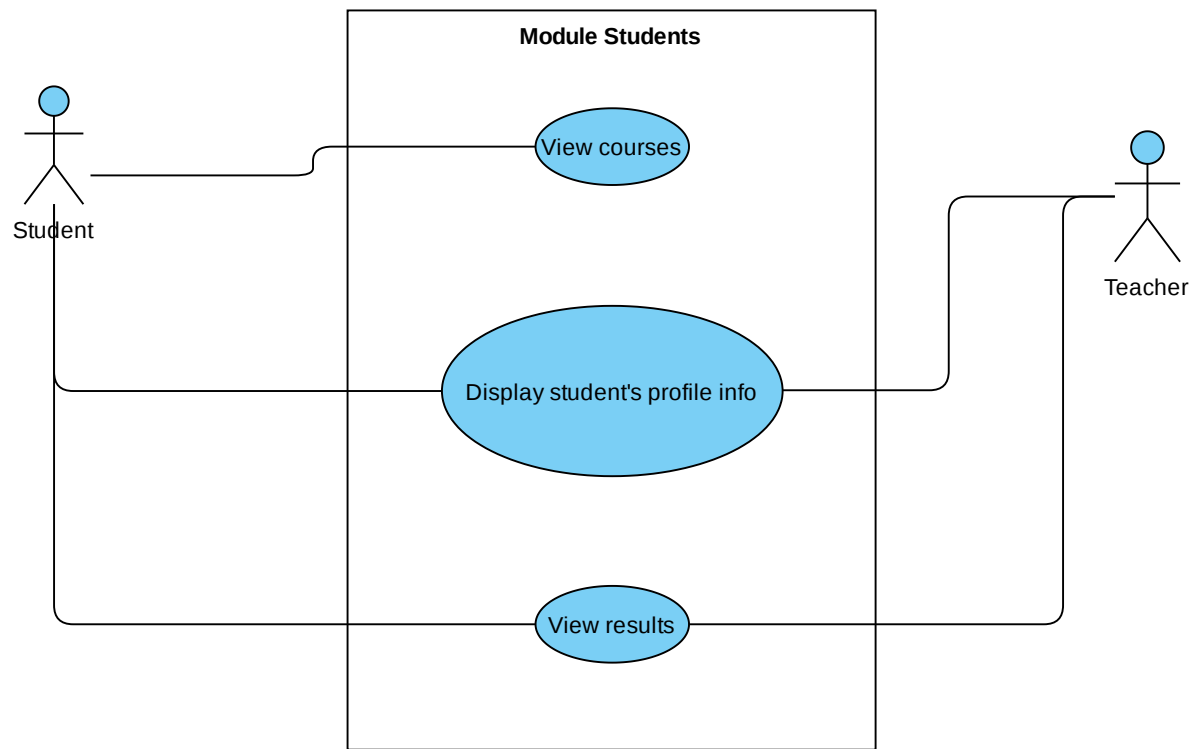 Module Students
View courses
Student
Teacher
Display student's profile info
View results